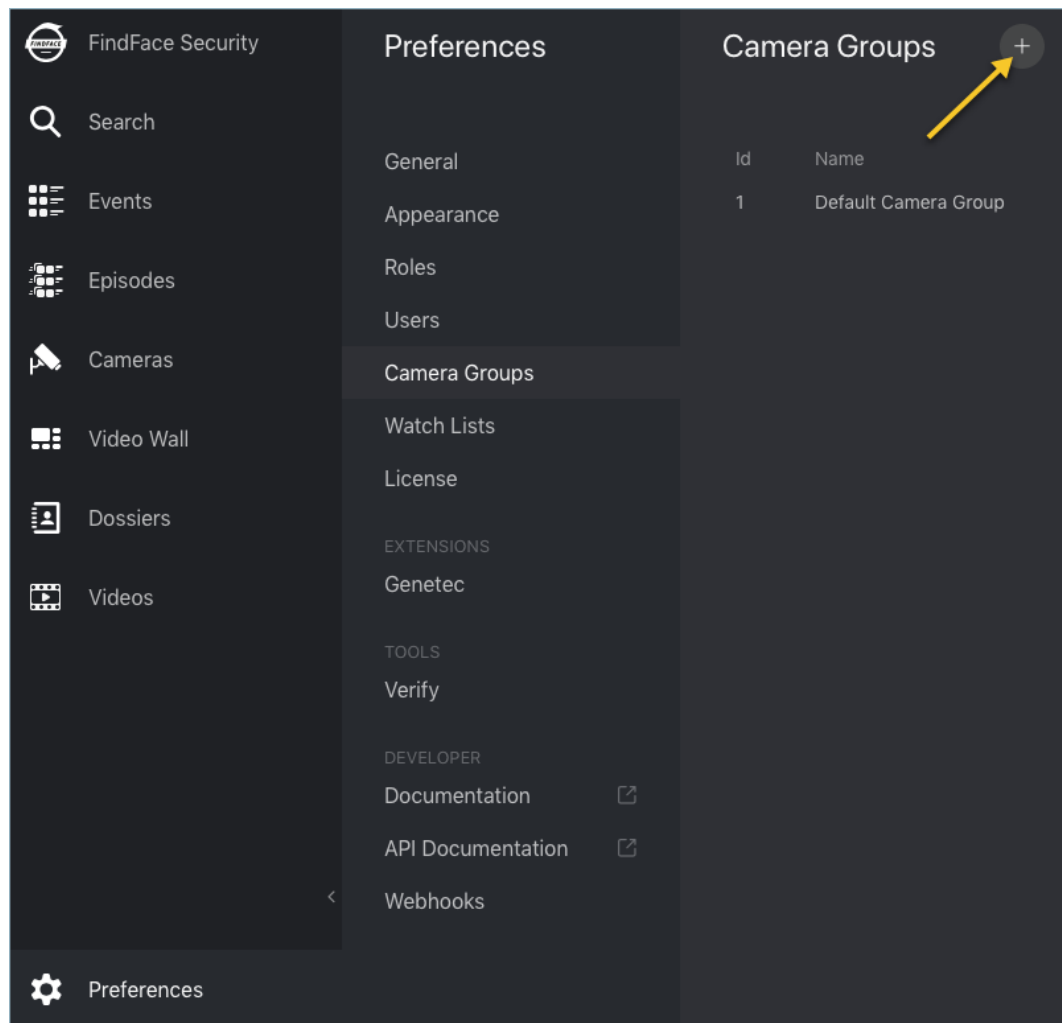 FINDFACE
FindFace Security
Search
Events
Episodes
Cameras
Video Wall
Dossiers
Videos
Preferences
Preferences
General
Appearance
Roles
Users
Camera Groups
Watch Lists
License
EXTENSIONS
Genetec
TOOLS
Verify
DEVELOPER
Documentation
API Documentation
Webhooks
Camera Groups
Id Name
1 Default Camera Group